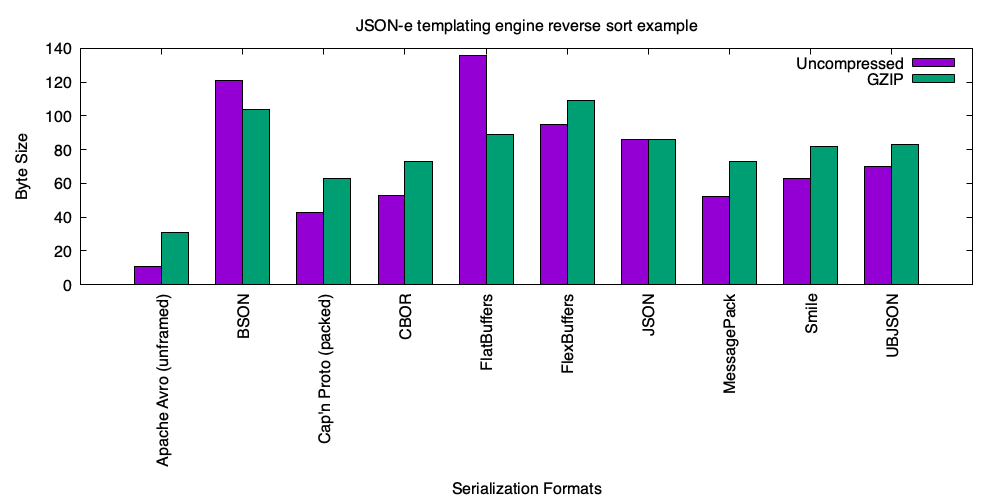 JSON-e templating engine reverse sort example
140
120
100
80
60
40
20
0
Byte Size
Uncompressed
GZIP
Apache Avro (unframed)
BSON
Cap'n Proto (packed)
CBOR
FlatBuffers
FlexBuffers
JSON
MessagePack
Smile
UBJSON
Serialization Formats